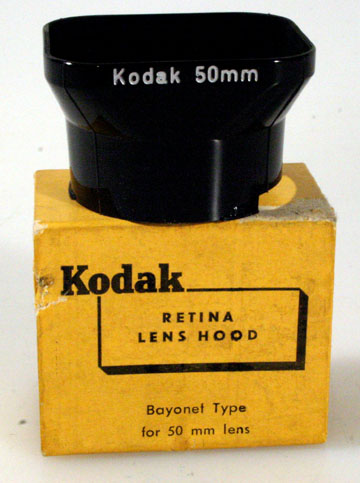 Kodak 50mm
Kodak
RETINA
LENS HOOD
Bayonet Type
for 50 mm lens